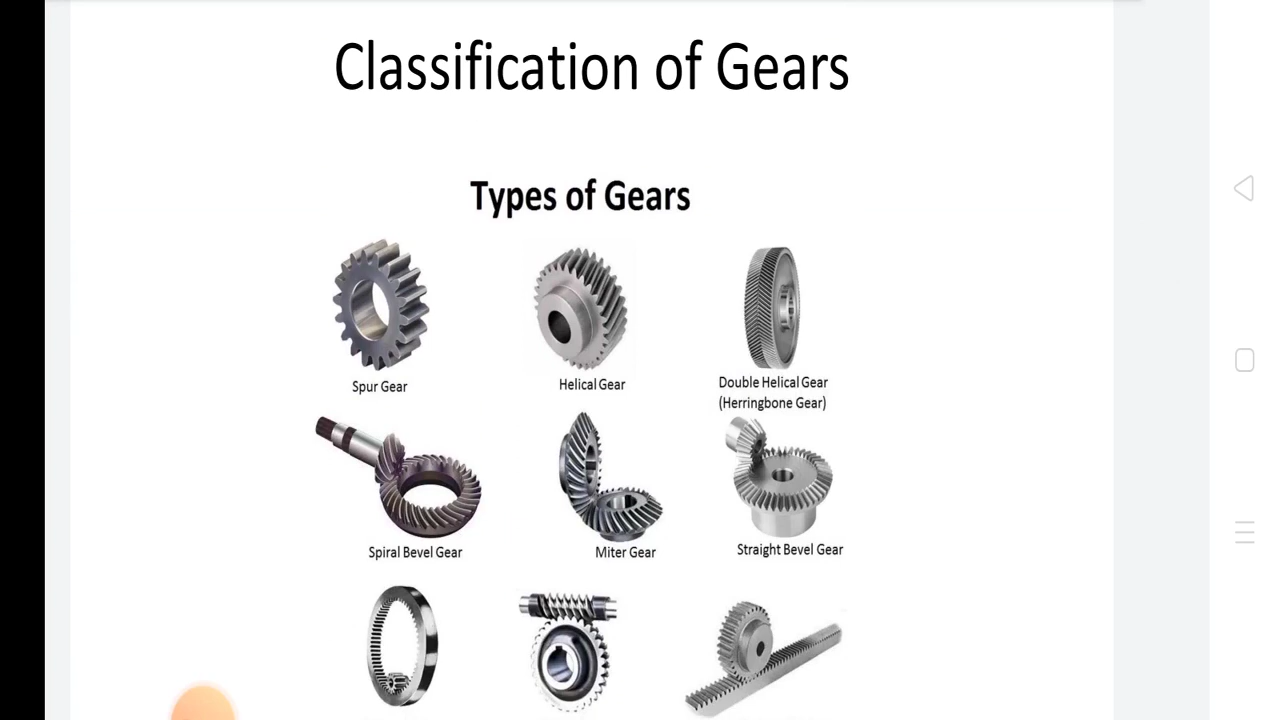 Classification of Gears
Types of Gears
Spur Gear
Helical Gear
Double Helical Gear
(Herringbone Gear)
Spiral Bevel Gear
Miter Gear
Straight Bevel Gear